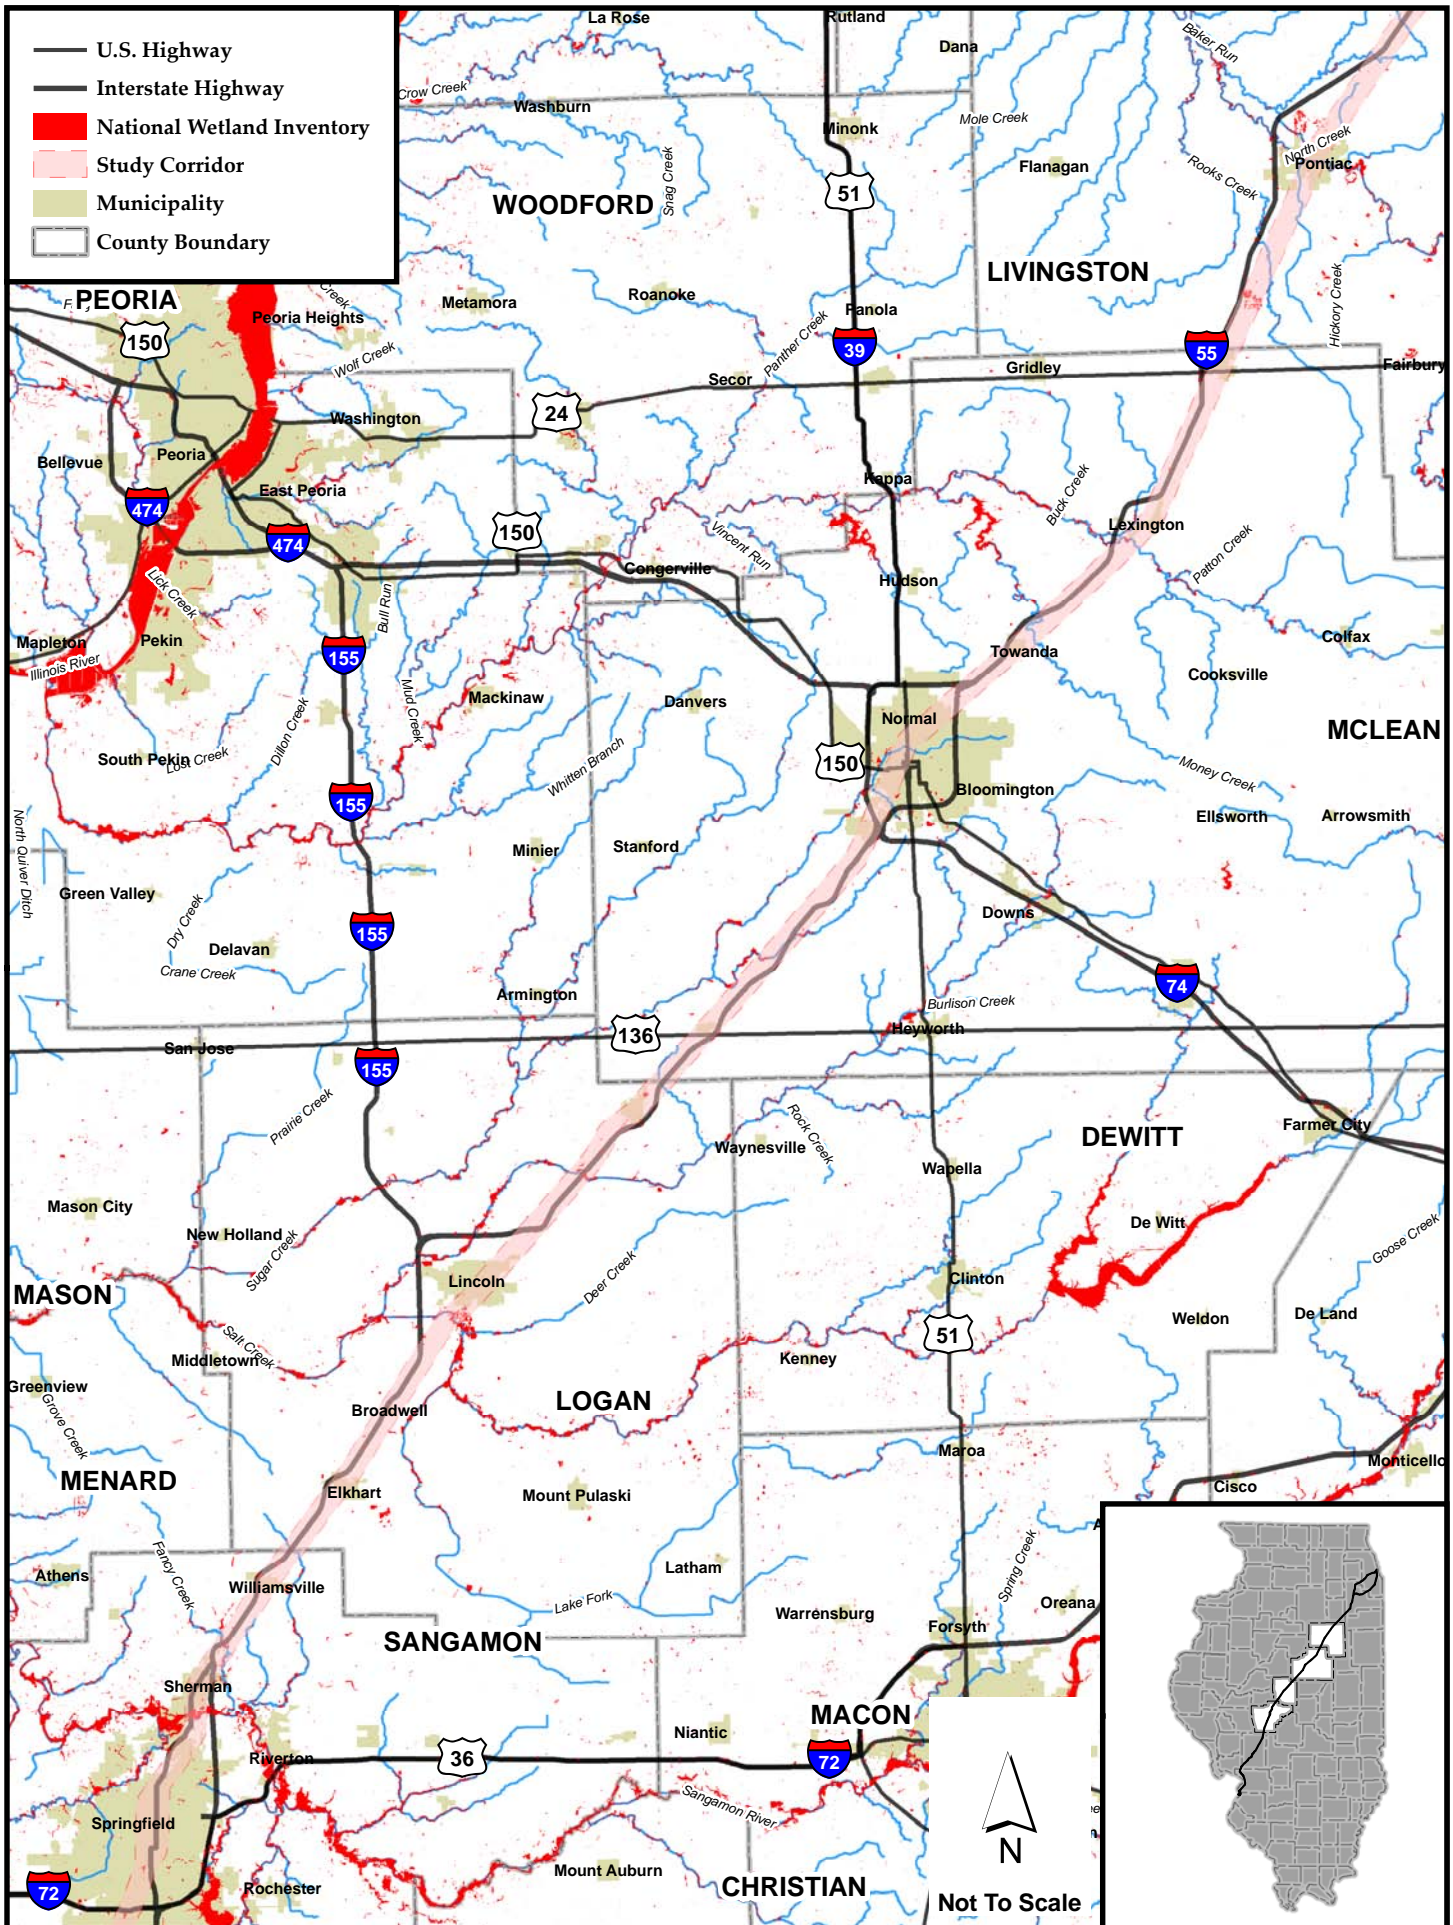 U.S. Highway
Interstate Highway
National Wetland Inventory
Study Corridor
Municipality
County Boundary
La Rose
Rutland
Dana
Baker Run
Crow Creek
Washburn
Minonk
Mole Creek
North Creek
Flanagan
Rooks Creek
Pontiac
Snag Creek
51
WOODFORD
LIVINGSTON
PEORIA
Creek
Metamora
Roanoke
Panola
Hickory Creek
Peoria Heights
150
Wolf Creek
Panther Creek
39
55
Secor
Gridley
Fairbury
Washington
24
Bellevue
Peoria
East Peoria
Kappa
Buck Creek
474
474
150
Vincent Run
Lexington
Patton Creek
Congerville
Hudson
Lick Creek
Bull Run
Mapleton
Pekin
Illinois River
155
Towanda
Colfax
Cooksville
Mackinaw
Mud Creek
Danvers
Normal
MCLEAN
South Pekin
Lost Creek
Dillon Creek
Whitten Branch
150
Money Creek
155
Bloomington
Ellsworth
Arrowsmith
North Quiver Ditch
Minier
Stanford
Green Valley
Dry Creek
Downs
155
Delavan
Crane Creek
Armington
74
Burlison Creek
Heyworth
136
San Jose
155
Prairie Creek
Rock Creek
Waynesville
DEWITT
Farmer City
Wapella
Mason City
De Witt
New Holland
Sugar Creek
Goose Creek
Lincoln
Deer Creek
Clinton
MASON
Weldon
De Land
51
Salt Creek
Middletown
Kenney
Greenview
Grove Creek
Broadwell
LOGAN
Maroa
Monticello
MENARD
Elkhart
Mount Pulaski
Cisco
Fancy Creek
Spring Creek
Athens
Williamsville
Latham
Lake Fork
Warrensburg
Oreana
Forsyth
SANGAMON
Sherman
MACON
Niantic
Riverton
36
72
Sangamon River
Springfield
N
Mount Auburn
72
Rochester
CHRISTIAN
Not To Scale